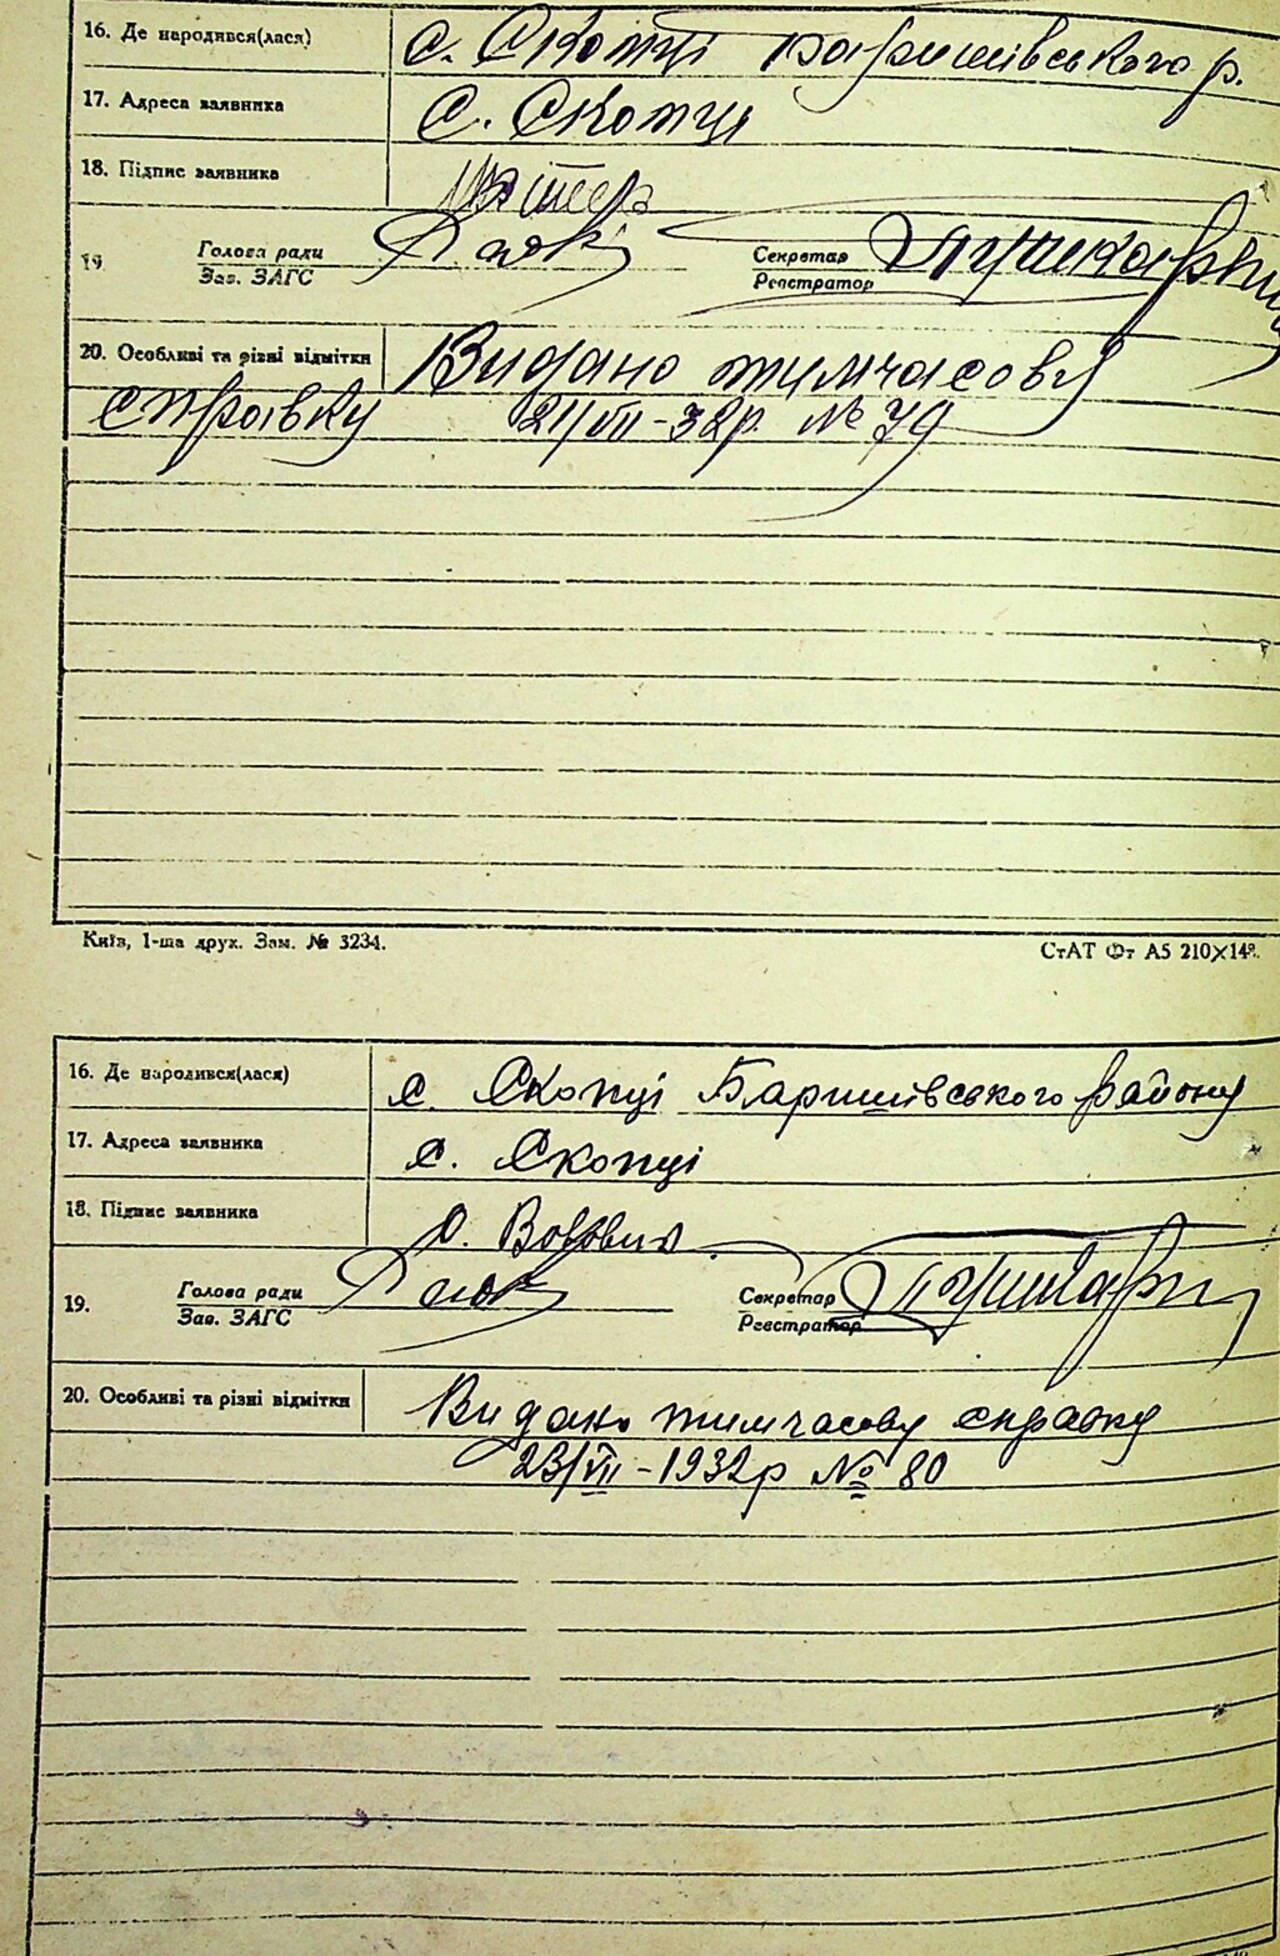 16. Де народився(лася) с. Скопці Баришівського р.
17. Адреса заявника с. Скопці
18. Підпис заявника
19 Голова ради Секретар
Зав. ЗАГС Реєстратор
20. Особливі та різні відмітки Видано тимчасову
справку 21/VII-32р. № 79
Київ, 1-ша друк. Зам. № 3234. СтАТ Фт А5 210×148.
16. Де народився(лася) с. Скопці Баришівського району
17. Адреса заявника с. Скопці
18. Підпис заявника О. Вововик
19. Голова ради Секретар
Зав. ЗАГС Реєстратор
20. Особливі та різні відмітки Видано тимчасову справку
23/VII-1932р № 80